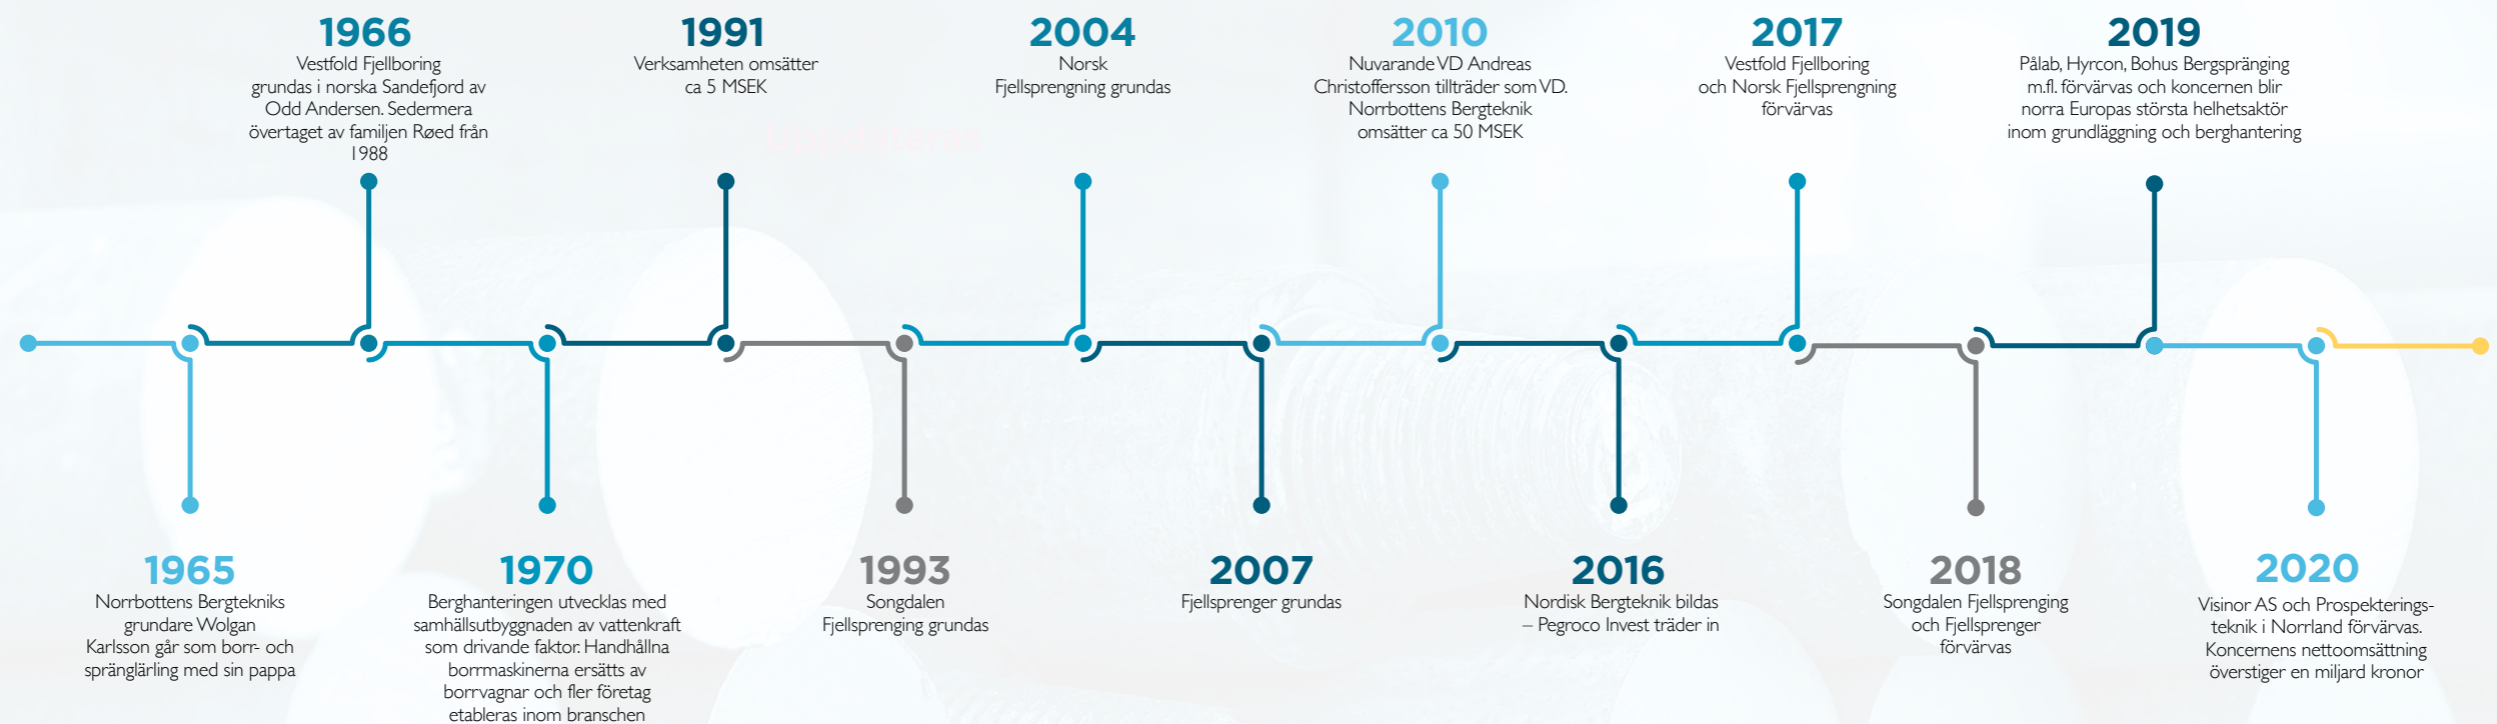 1966
Vestfold Fjellboring
grundas i norska Sandefjord av
Odd Andersen. Sedermera
övertaget av familjen Røed från
1988
1991
Verksamheten omsätter
ca 5 MSEK
2004
Norsk
Fjellsprengning grundas
2010
Nuvarande VD Andreas
Christoffersson tillträder som VD.
Norrbottens Bergteknik
omsätter ca 50 MSEK
2017
Vestfold Fjellboring
och Norsk Fjellsprengning
förvärvas
2019
Pålab, Hyrcon, Bohus Bergspränging
m.fl. förvärvas och koncernen blir
norra Europas största helhetsaktör
inom grundläggning och berghantering
1965
Norrbottens Bergtekniks
grundare Wolgan
Karlsson går som borr- och
spränglärling med sin pappa
1970
Berghanteringen utvecklas med
samhällsutbyggnaden av vattenkraft
som drivande faktor. Handhållna
borrmaskinerna ersätts av
borrvagnar och fler företag
etableras inom branschen
1993
Songdalen
Fjellsprenging grundas
2007
Fjellsprenger grundas
2016
Nordisk Bergteknik bildas
– Pegroco Invest träder in
2018
Songdalen Fjellsprenging
och Fjellsprenger
förvärvas
2020
Visinor AS och Prospekterings-
teknik i Norrland förvärvas.
Koncernens nettoomsättning
överstiger en miljard kronor